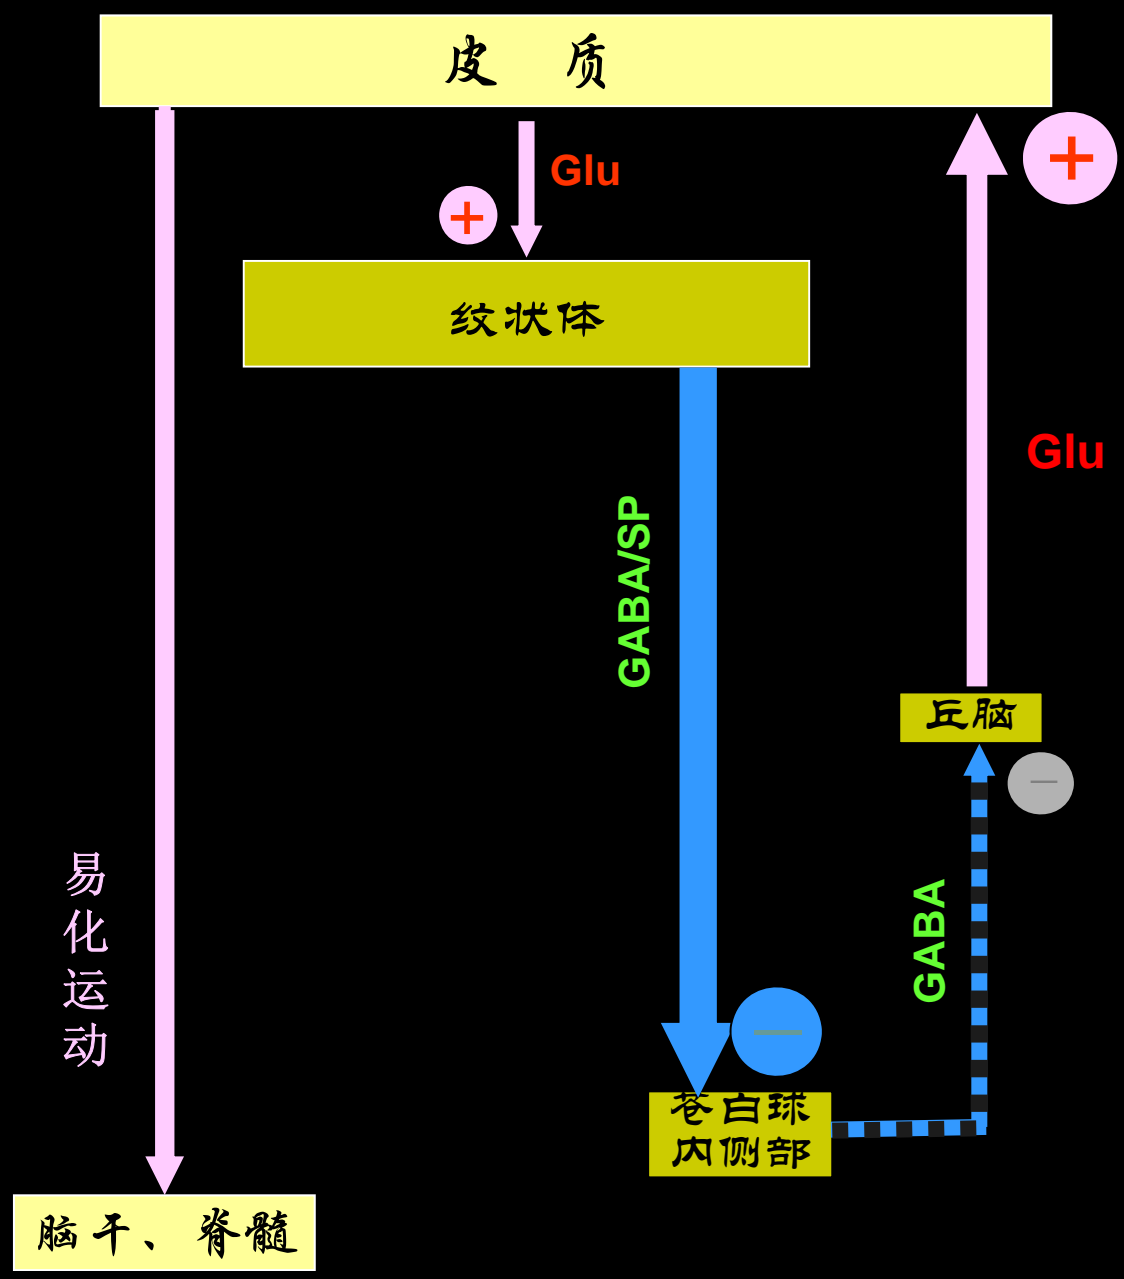 皮 质
Glu
+
+
绞状体
Glu
GABA/SP
丘脑
—
GABA
易化运动
—
苍白球
内侧部
脑干、脊髓